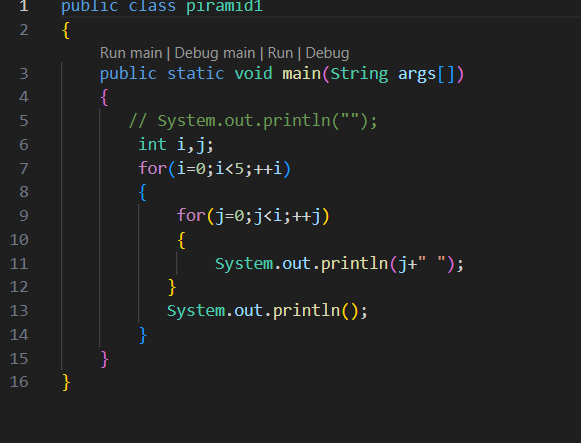 1 public class piramid1
2 {
Run main | Debug main | Run | Debug
3 public static void main(String args[])
4 {
5 // System.out.println("");
6 int i,j;
7 for(i=0;i<5;++i)
8 {
9 for(j=0;j<i;++j)
10 {
11 System.out.println(j+" ");
12 }
13 System.out.println();
14 }
15 }
16 }